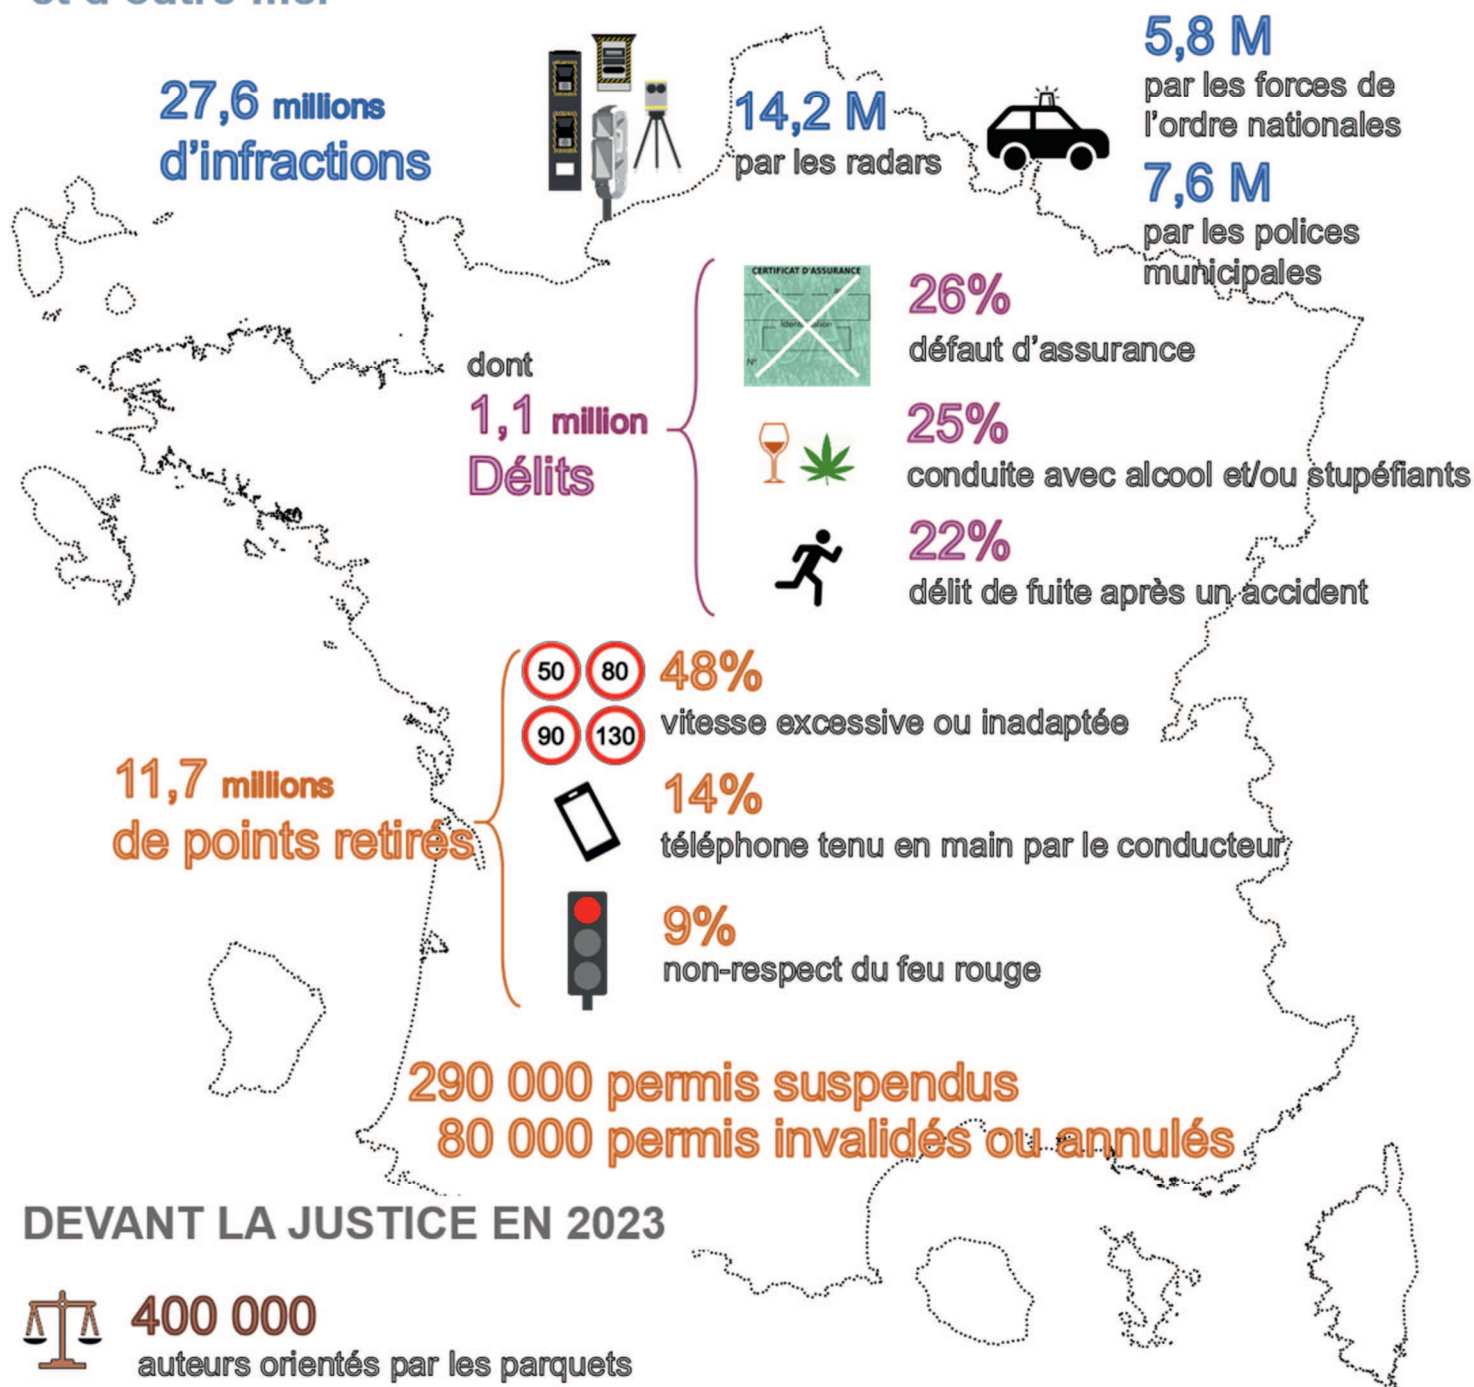 et d'outre-mer
27,6 millions
d'infractions
14,2 M
par les radars
5,8 M
par les forces de
l'ordre nationales
7,6 M
par les polices
municipales
dont
1,1 million
Délits
CERTIFICAT D'ASSURANCE
N°
26%
défaut d'assurance
25%
conduite avec alcool et/ou stupéfiants
22%
délit de fuite après un accident
11,7 millions
de points retirés
50 80
90 130
48%
vitesse excessive ou inadaptée
14%
téléphone tenu en main par le conducteur
9%
non-respect du feu rouge
290 000 permis suspendus
80 000 permis invalidés ou annulés
DEVANT LA JUSTICE EN 2023
400 000
auteurs orientés par les parquets